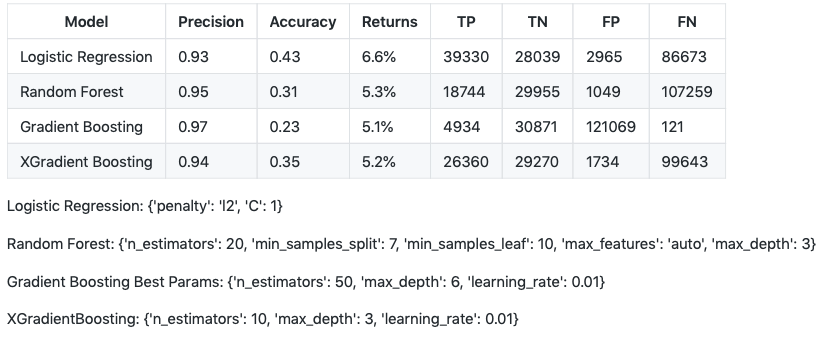 Model Precision Accuracy Returns TP TN FP FN
Logistic Regression 0.93 0.43 6.6% 39330 28039 2965 86673
Random Forest 0.95 0.31 5.3% 18744 29955 1049 107259
Gradient Boosting 0.97 0.23 5.1% 4934 30871 121069 121
XGradient Boosting 0.94 0.35 5.2% 26360 29270 1734 99643
Logistic Regression: {'penalty': 'l2', 'C': 1}
Random Forest: {'n_estimators': 20, 'min_samples_split': 7, 'min_samples_leaf': 10, 'max_features': 'auto', 'max_depth': 3}
Gradient Boosting Best Params: {'n_estimators': 50, 'max_depth': 6, 'learning_rate': 0.01}
XGradientBoosting: {'n_estimators': 10, 'max_depth': 3, 'learning_rate': 0.01}